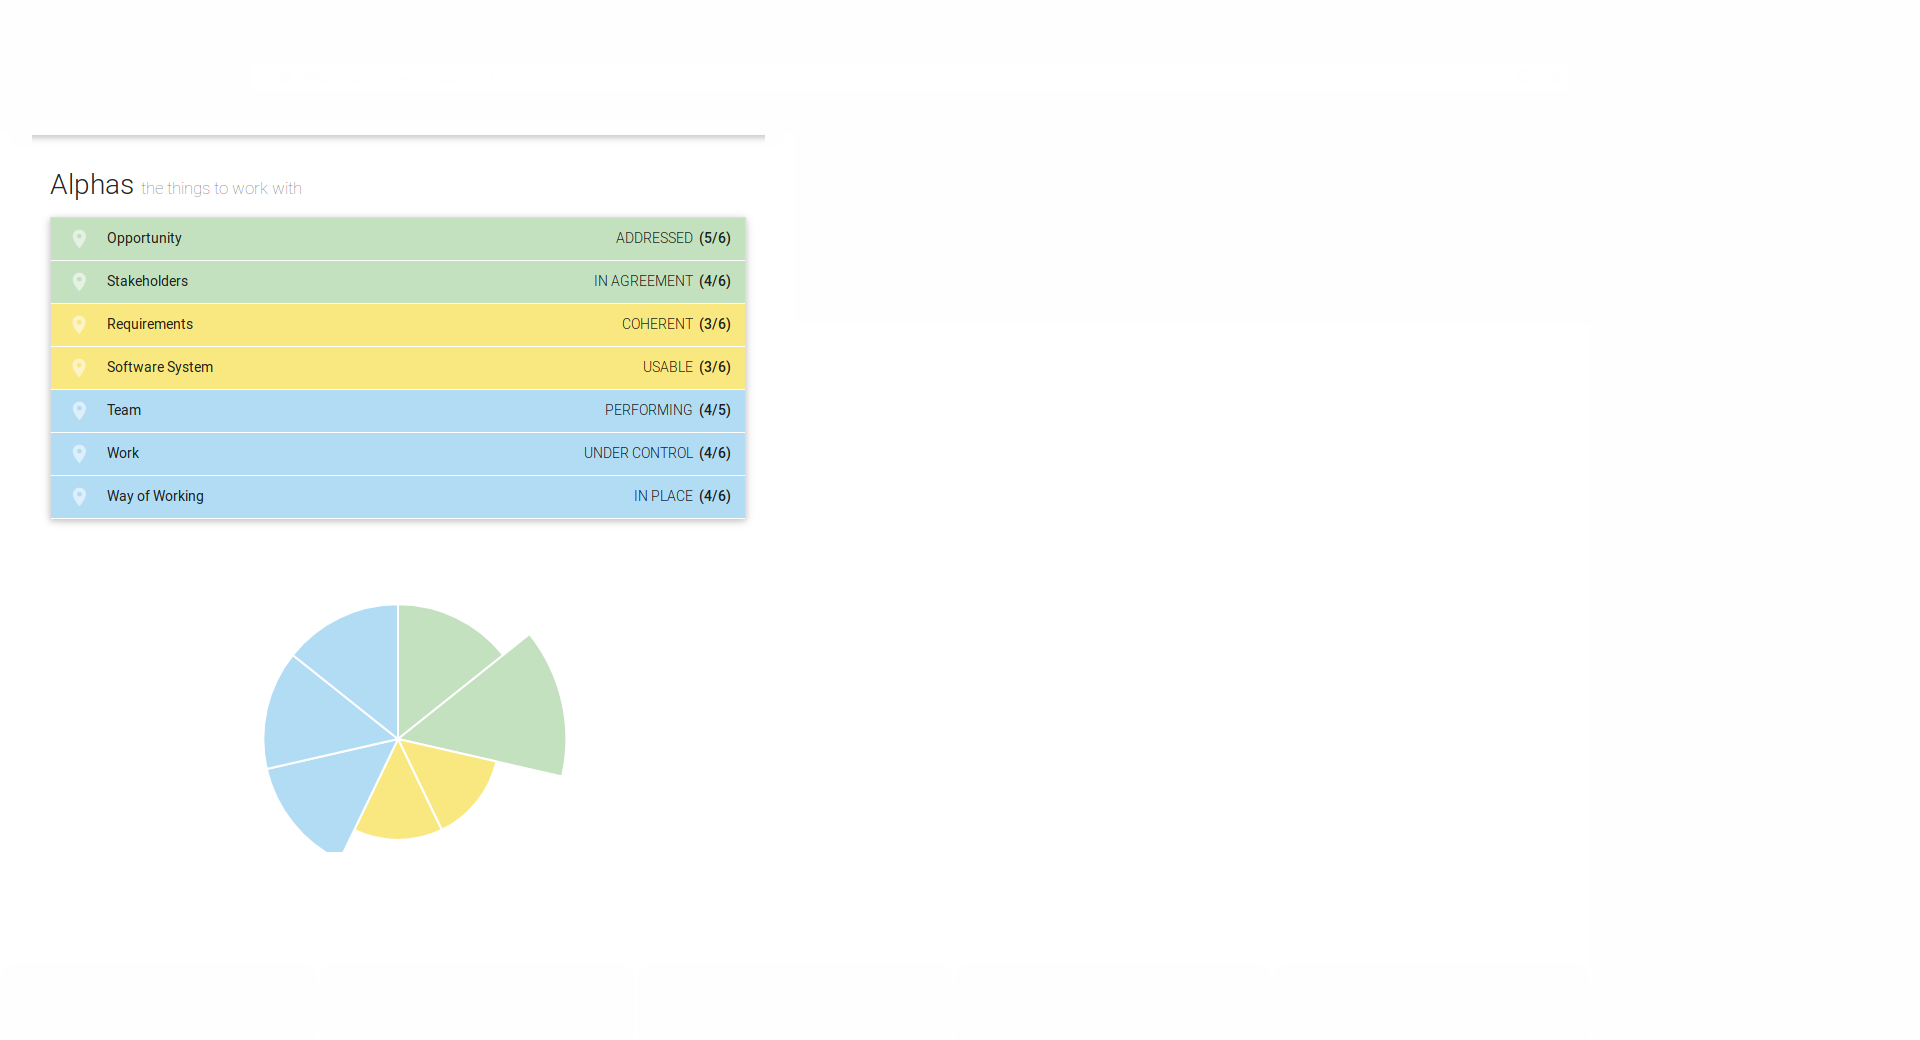 Alphas the things to work with
Opportunity ADDRESSED (5/6)
Stakeholders IN AGREEMENT (4/6)
Requirements COHERENT (3/6)
Software System USABLE (3/6)
Team PERFORMING (4/5)
Work UNDER CONTROL (4/6)
Way of Working IN PLACE (4/6)